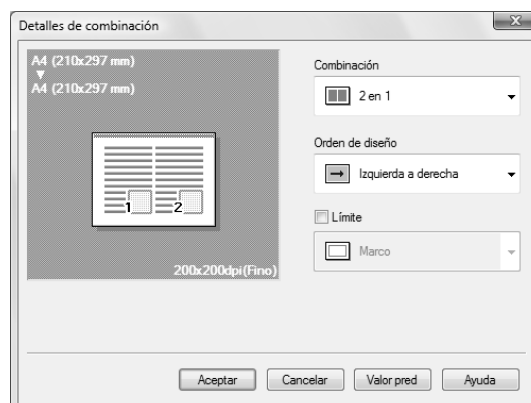 Detalles de combinación
A4 (210x297 mm)
A4 (210x297 mm)
1 2
200x200dpi(Fino)
Combinación
2 en 1
Orden de diseño
Izquierda a derecha
Límite
Marco
Aceptar Cancelar Valor pred Ayuda